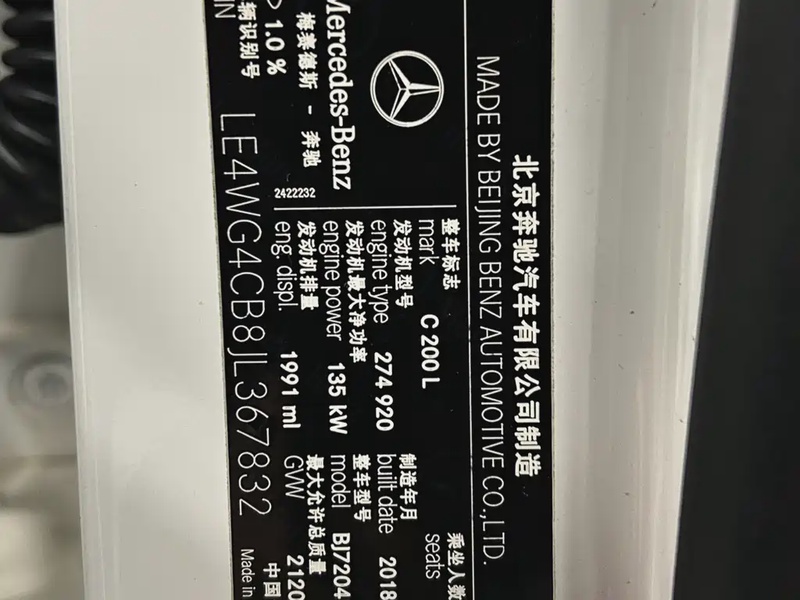 北京奔驰汽车有限公司制造
MADE BY BEIJING BENZ AUTOMOTIVE CO.,LTD.
整车标志
mark C 200 L
乘坐人数
seats
发动机型号
engine type 274 920
制造年月
built date 2018
发动机最大净功率
engine power 135 kW
整车型号
model BJ7204
发动机排量
eng. displ. 1991 ml
最大允许总质量
GVW 2120
Mercedes-Benz
梅赛德斯 - 奔驰
2422232
1.0 %
中国
Made in
辆识别号
IN LE4WG4CB8JL367832